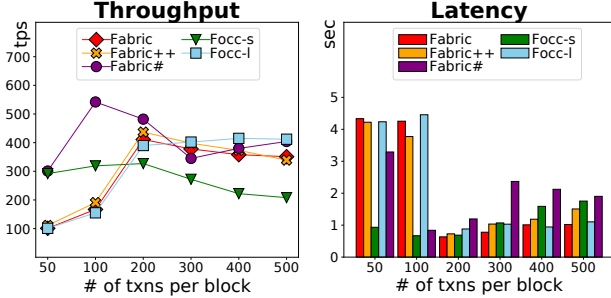 Throughput
tps
Fabric
Fabric++
Fabric#
Focc-s
Focc-l
700
600
500
400
300
200
100
50 100 200 300 400 500
# of txns per block
Latency
sec
Fabric
Fabric++
Fabric#
Focc-s
Focc-l
5
4
3
2
1
0
50 100 200 300 400 500
# of txns per block